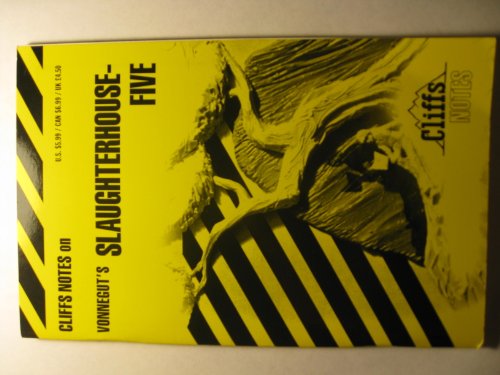 U.S. $5.99 / CAN $6.99 / UK £4.50
CLIFFS NOTES on
VONNEGUT'S
SLAUGHTERHOUSE-
FIVE
Cliffs
NOTES